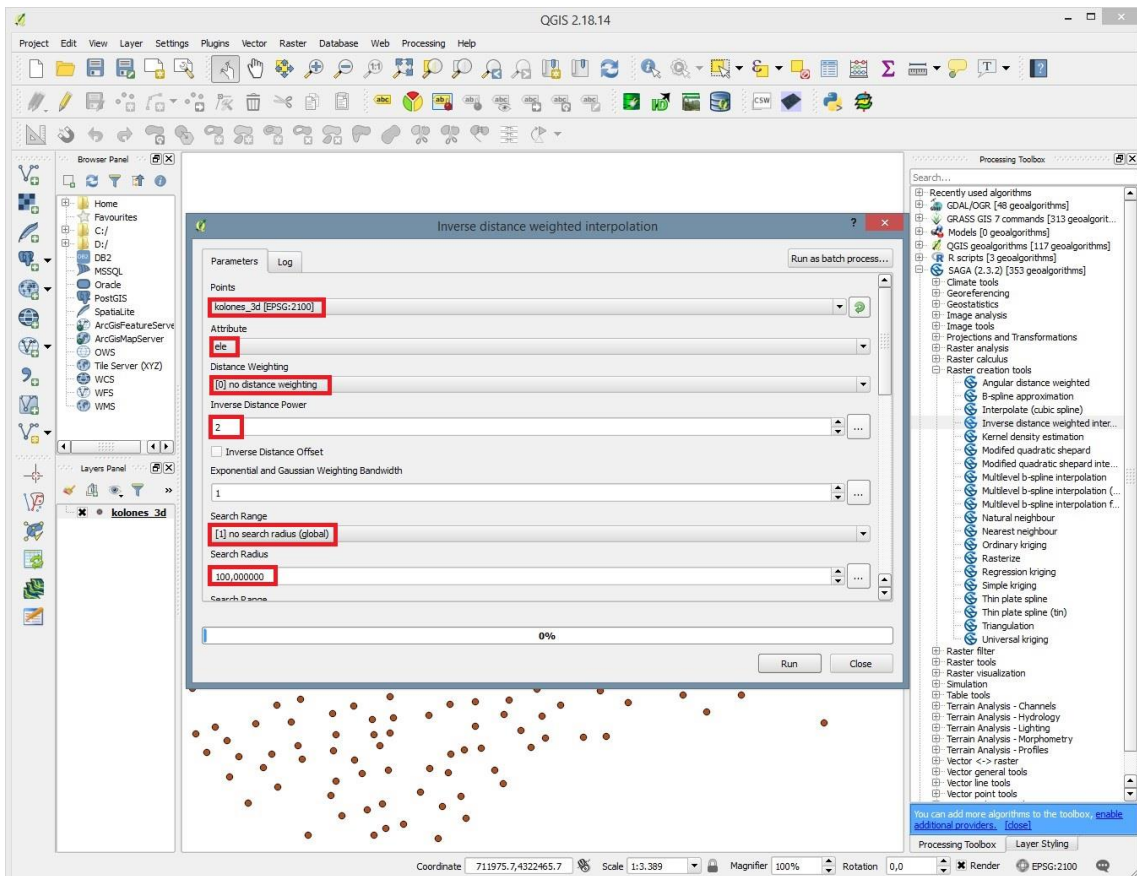 QGIS 2.18.14
Project Edit View Layer Settings Plugins Vector Raster Database Web Processing Help
Browser Panel
Home
Favourites
C:/
D:/
DB2
MSSQL
Oracle
PostGIS
SpatiaLite
ArcGisFeatureServe
ArcGisMapServer
OWS
Tile Server (XYZ)
WCS
WFS
WMS
Layers Panel
kolones_3d
Inverse distance weighted interpolation
Parameters Log Run as batch process...
Points
kolones_3d [EPSG:2100]
Attribute
ele
Distance Weighting
[0] no distance weighting
Inverse Distance Power
2
Inverse Distance Offset
Exponential and Gaussian Weighting Bandwidth
1
Search Range
[1] no search radius (global)
Search Radius
100,000000
Search Range
0%
Run Close
Processing Toolbox
Search...
Recently used algorithms
GDAL/OGR [48 geoalgorithms]
GRASS GIS 7 commands [313 geoalgorit...
Models [0 geoalgorithms]
QGIS geoalgorithms [117 geoalgorithms]
R scripts [3 geoalgorithms]
SAGA (2.3.2) [353 geoalgorithms]
Climate tools
Georeferencing
Geostatistics
Image analysis
Image tools
Projections and Transformations
Raster analysis
Raster calculus
Raster creation tools
Angular distance weighted
B-spline approximation
Interpolate (cubic spline)
Inverse distance weighted inter...
Kernel density estimation
Modifed quadratic shepard
Modified quadratic shepard inte...
Multilevel b-spline interpolation
Multilevel b-spline interpolation (...
Multilevel b-spline interpolation f...
Natural neighbour
Nearest neighbour
Ordinary kriging
Rasterize
Regression kriging
Simple kriging
Thin plate spline
Thin plate spline (tin)
Triangulation
Universal kriging
Raster filter
Raster tools
Raster visualization
Simulation
Table tools
Terrain Analysis - Channels
Terrain Analysis - Hydrology
Terrain Analysis - Lighting
Terrain Analysis - Morphometry
Terrain Analysis - Profiles
Vector <-> raster
Vector general tools
Vector line tools
Vector point tools
You can add more algorithms to the toolbox, enable
additional providers. [close]
Processing Toolbox Layer Styling
Coordinate 711975.7,4322465.7 Scale 1:3.389 Magnifier 100% Rotation 0,0 Render EPSG:2100